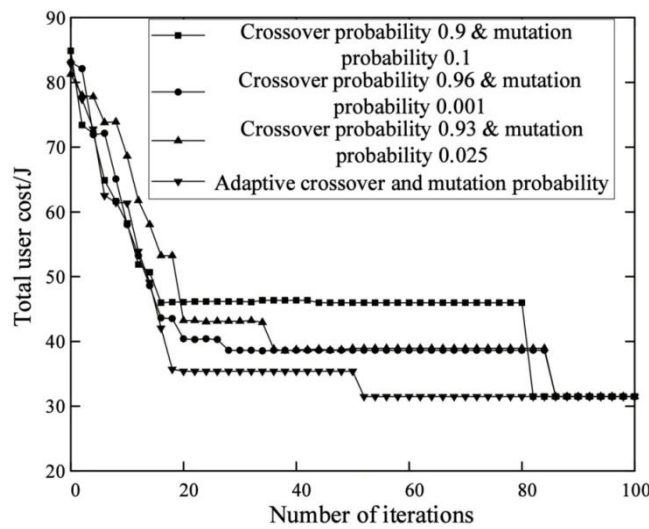 100
90
80
70
60
50
40
30
20
Total user cost/J
Crossover probability 0.9 & mutation
probability 0.1
Crossover probability 0.96 & mutation
probability 0.001
Crossover probability 0.93 & mutation
probability 0.025
Adaptive crossover and mutation probability
0
20
40
60
80
100
Number of iterations